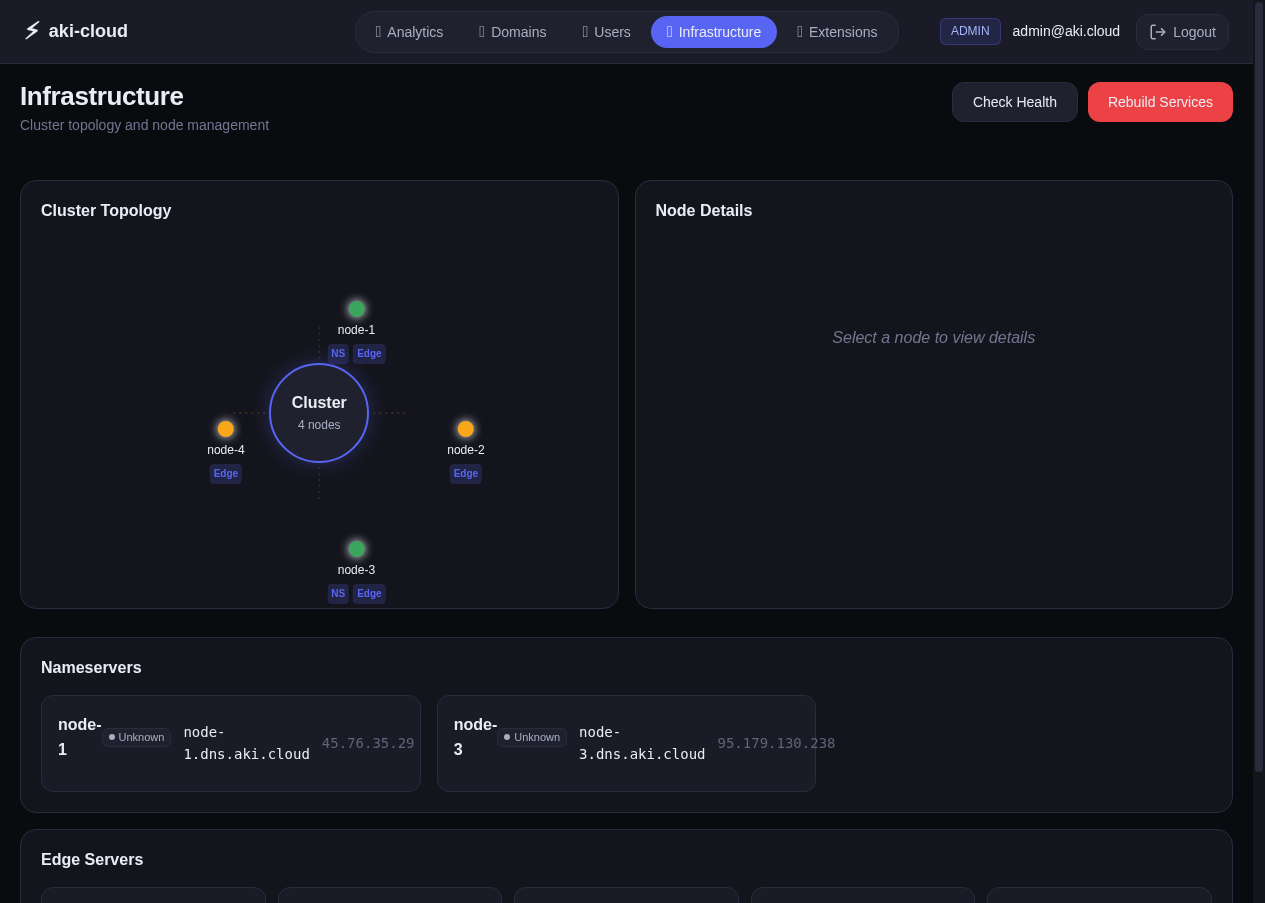 aki-cloud
Analytics
Domains
Users
Infrastructure
Extensions
ADMIN
admin@aki.cloud
Logout
Infrastructure
Cluster topology and node management
Check Health
Rebuild Services
Cluster Topology
node-1
NS
Edge
Cluster
4 nodes
node-4
Edge
node-2
Edge
node-3
NS
Edge
Node Details
Select a node to view details
Nameservers
node-
1
Unknown
node-
1.dns.aki.cloud
45.76.35.29
node-
3
Unknown
node-
3.dns.aki.cloud
95.179.130.238
Edge Servers